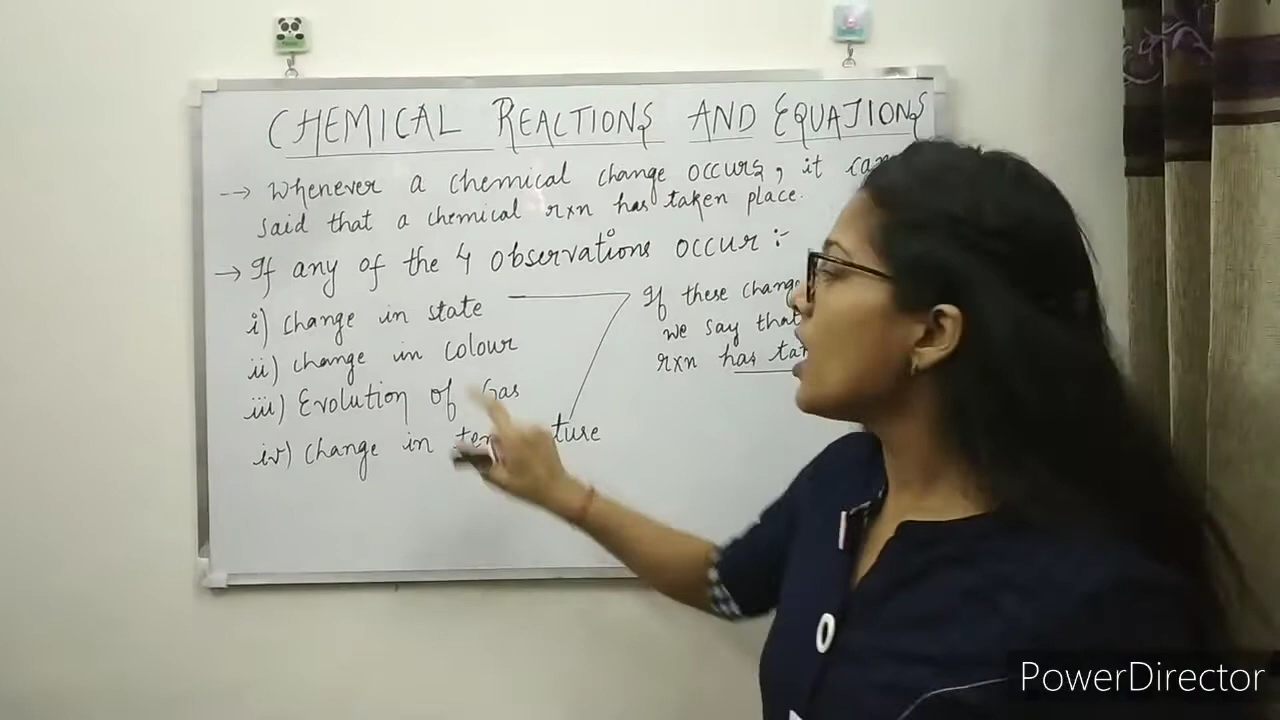 CHEMICAL REACTIONS AND EQUATIONS
--> Whenever a chemical change occurs, it can
said that a chemical rxn has taken place.
→ If any of the 4 observations occur :-
i) change in state
ii) change in colour
iii) Evolution of Gas
iv) change in
If these
we say that
rxn has
PowerDirector